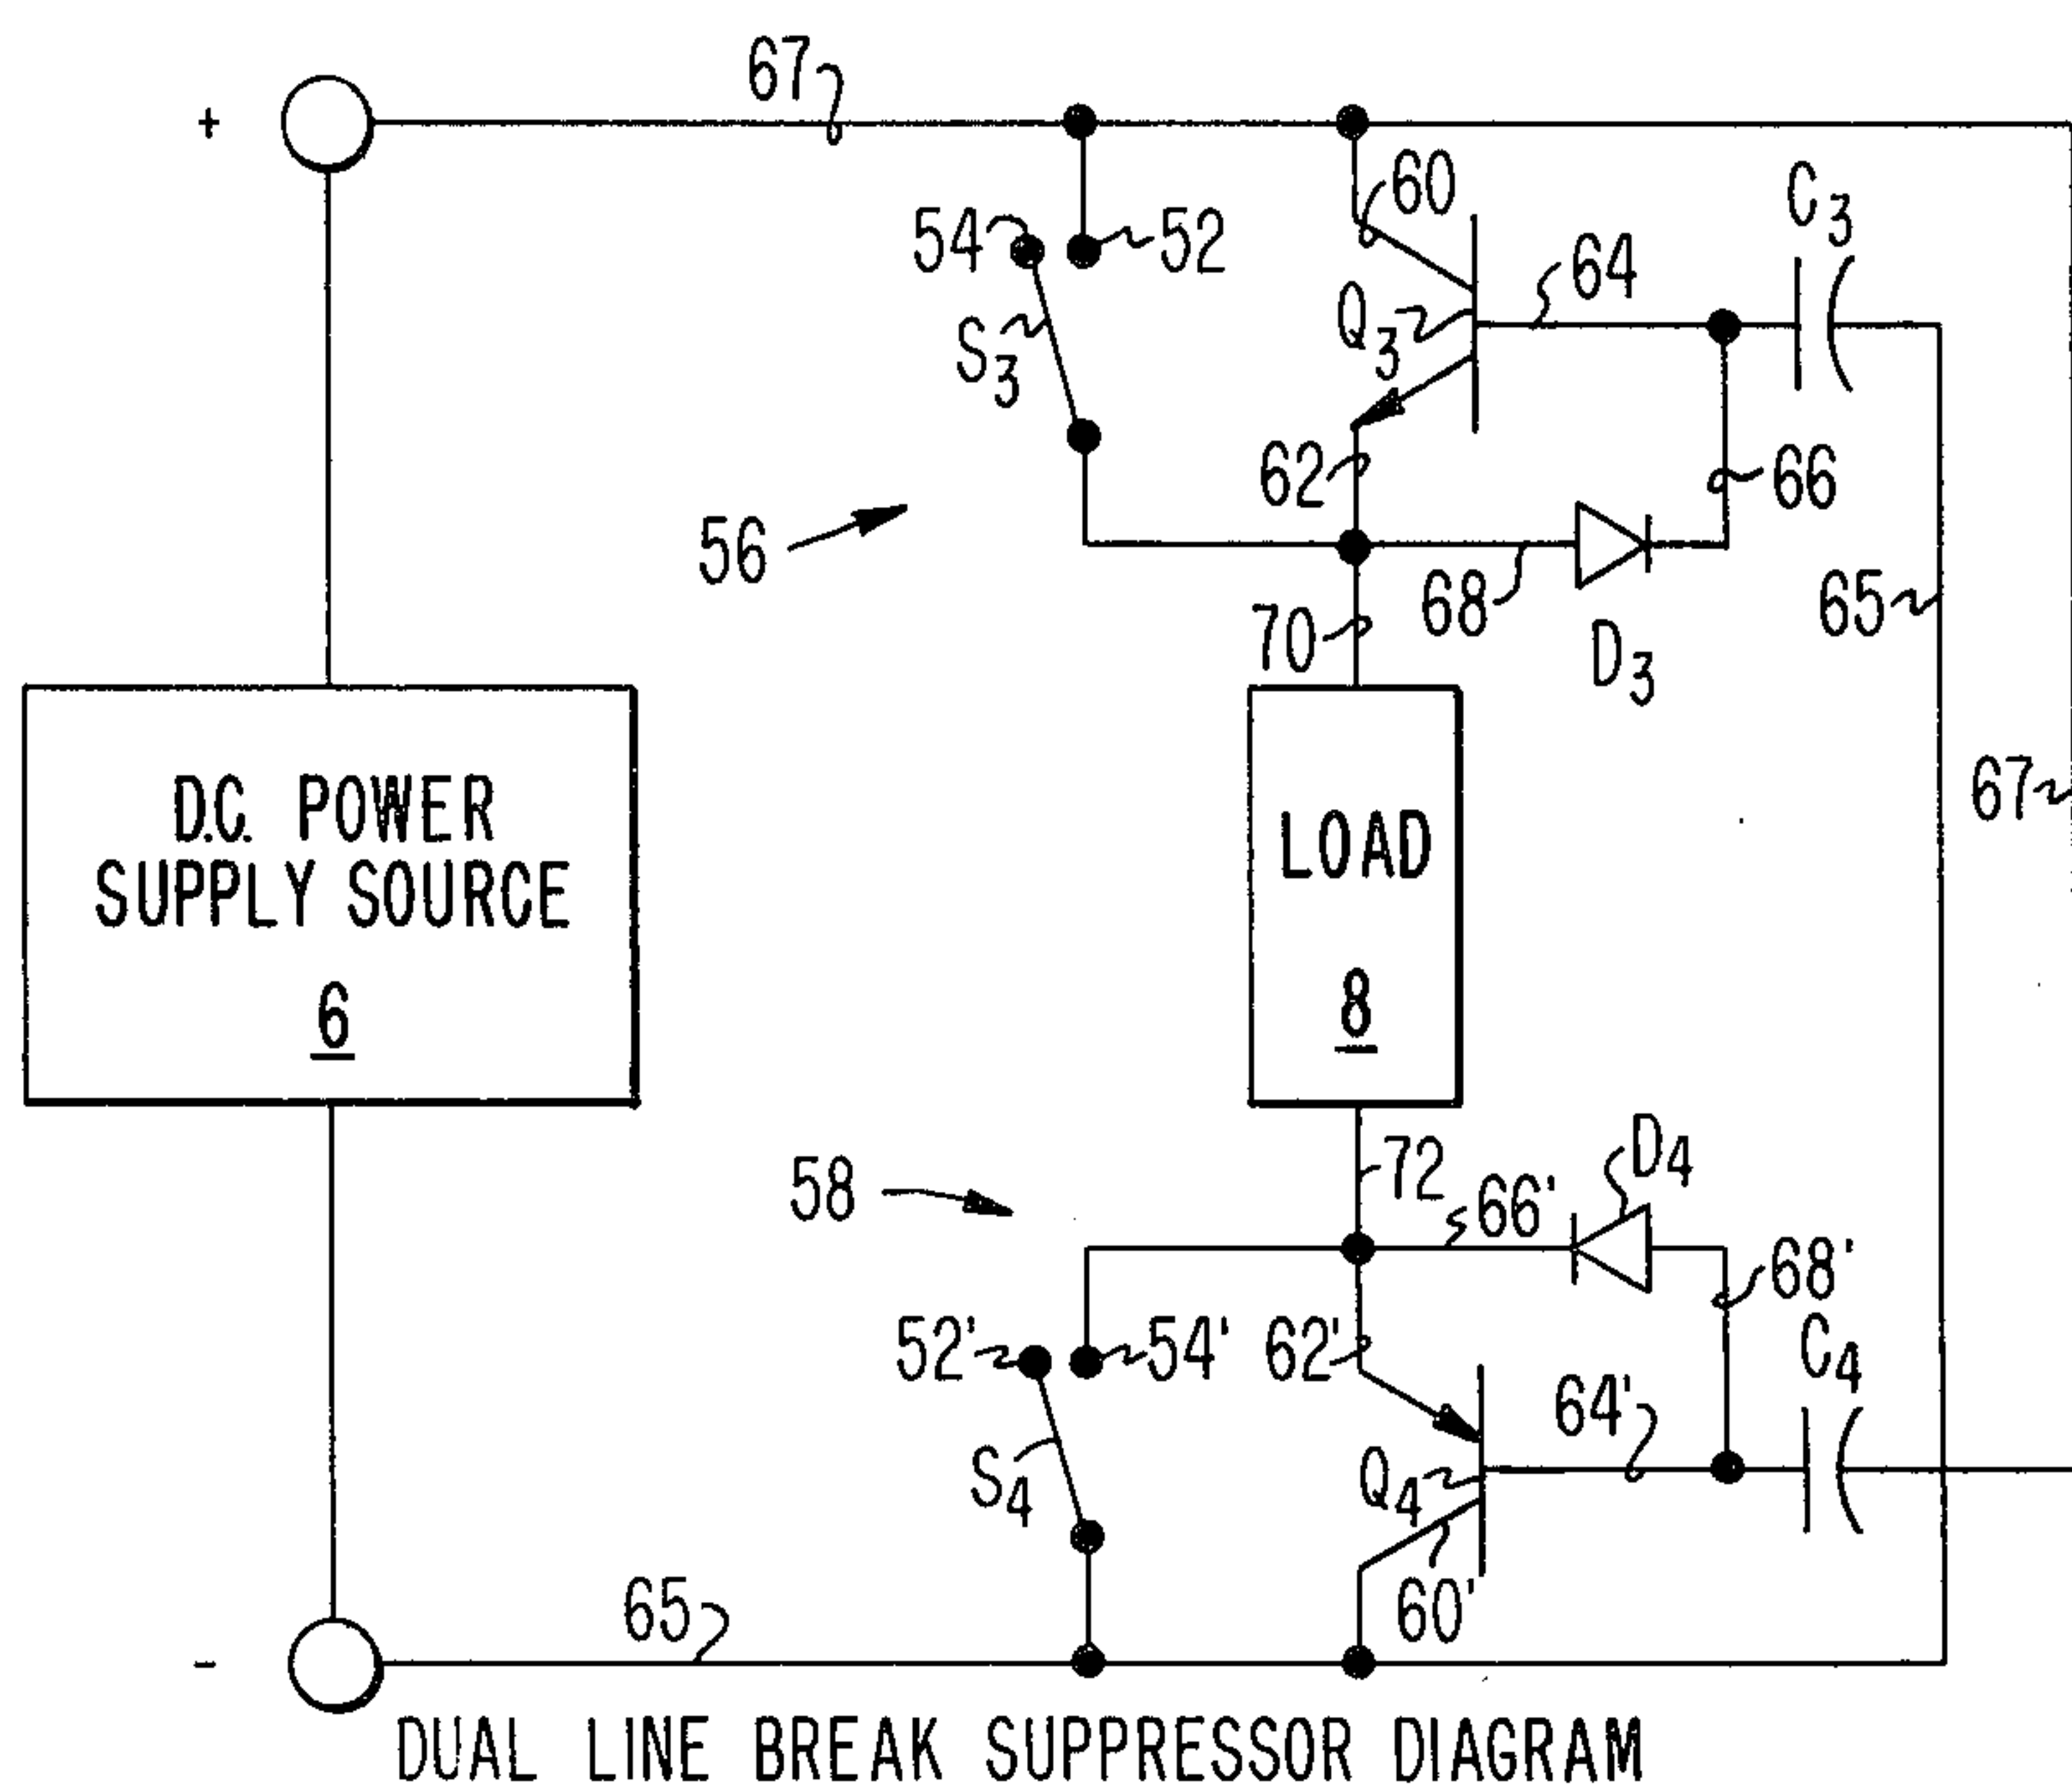 67
+
60
C3
54
52
64
Q3
S3
62
66
56
68
65
70
D3
67
D.C. POWER
SUPPLY SOURCE
6
LOAD
8
D4
72
58
66'
68'
52'
54'
62'
C4
64'
Q4
S4
60'
65
-
DUAL LINE BREAK SUPPRESSOR DIAGRAM